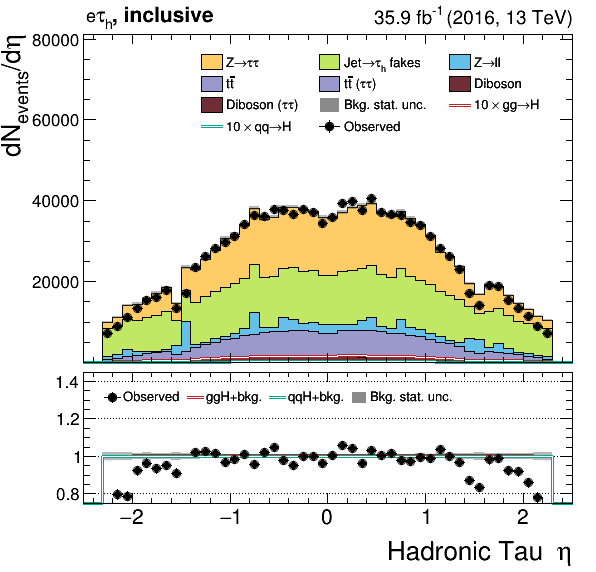 eτh, inclusive 35.9 fb-1 (2016, 13 TeV)
dNevents/dη
80000
60000
40000
20000
Z→ττ Jet→τh fakes Z→ll
tt̄ tt̄ (ττ) Diboson
Diboson (ττ) Bkg. stat. unc. 10 × gg→H
10 × qq→H Observed
1.4
1.2
1
0.8
Observed ggH+bkg. qqH+bkg. Bkg. stat. unc.
−2 −1 0 1 2
Hadronic Tau η